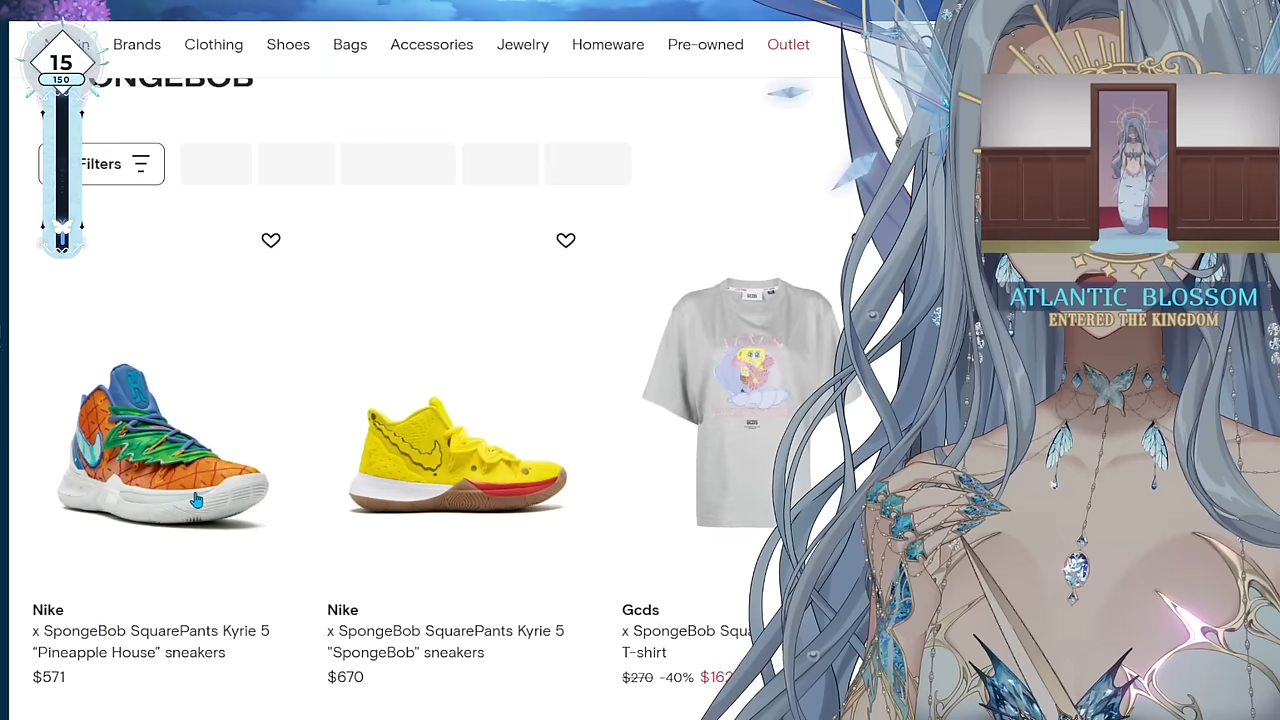 15
150
Brands Clothing Shoes Bags Accessories Jewelry Homeware Pre-owned Outlet
Filters
ATLANTIC_BLOSSOM
ENTERED THE KINGDOM
GCDS
Nike
x SpongeBob SquarePants Kyrie 5
“Pineapple House” sneakers
$571
Nike
x SpongeBob SquarePants Kyrie 5
"SpongeBob" sneakers
$670
Gcds
x SpongeBob Squa
T-shirt
$270 -40% $162